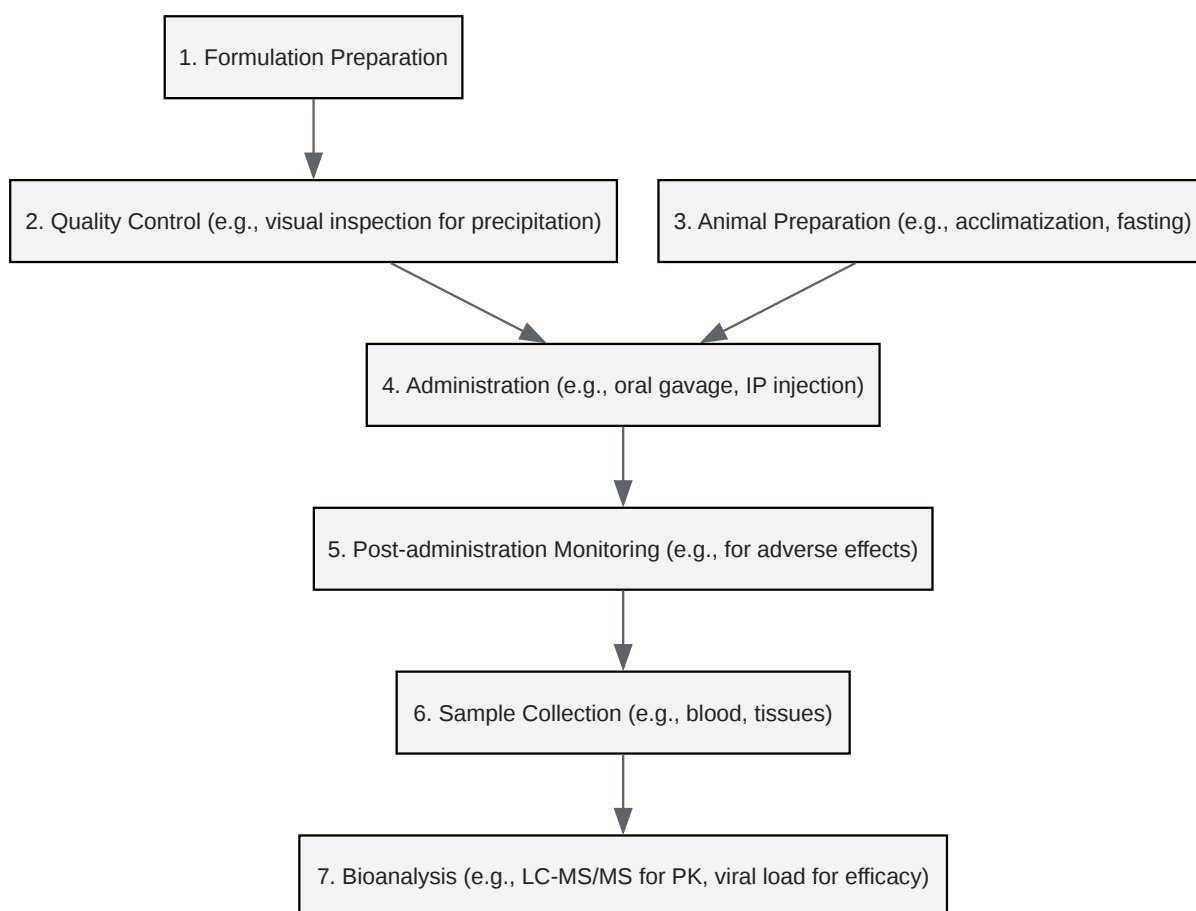 1. Formulation Preparation
2. Quality Control (e.g., visual inspection for precipitation)
3. Animal Preparation (e.g., acclimatization, fasting)
4. Administration (e.g., oral gavage, IP injection)
5. Post-administration Monitoring (e.g., for adverse effects)
6. Sample Collection (e.g., blood, tissues)
7. Bioanalysis (e.g., LC-MS/MS for PK, viral load for efficacy)